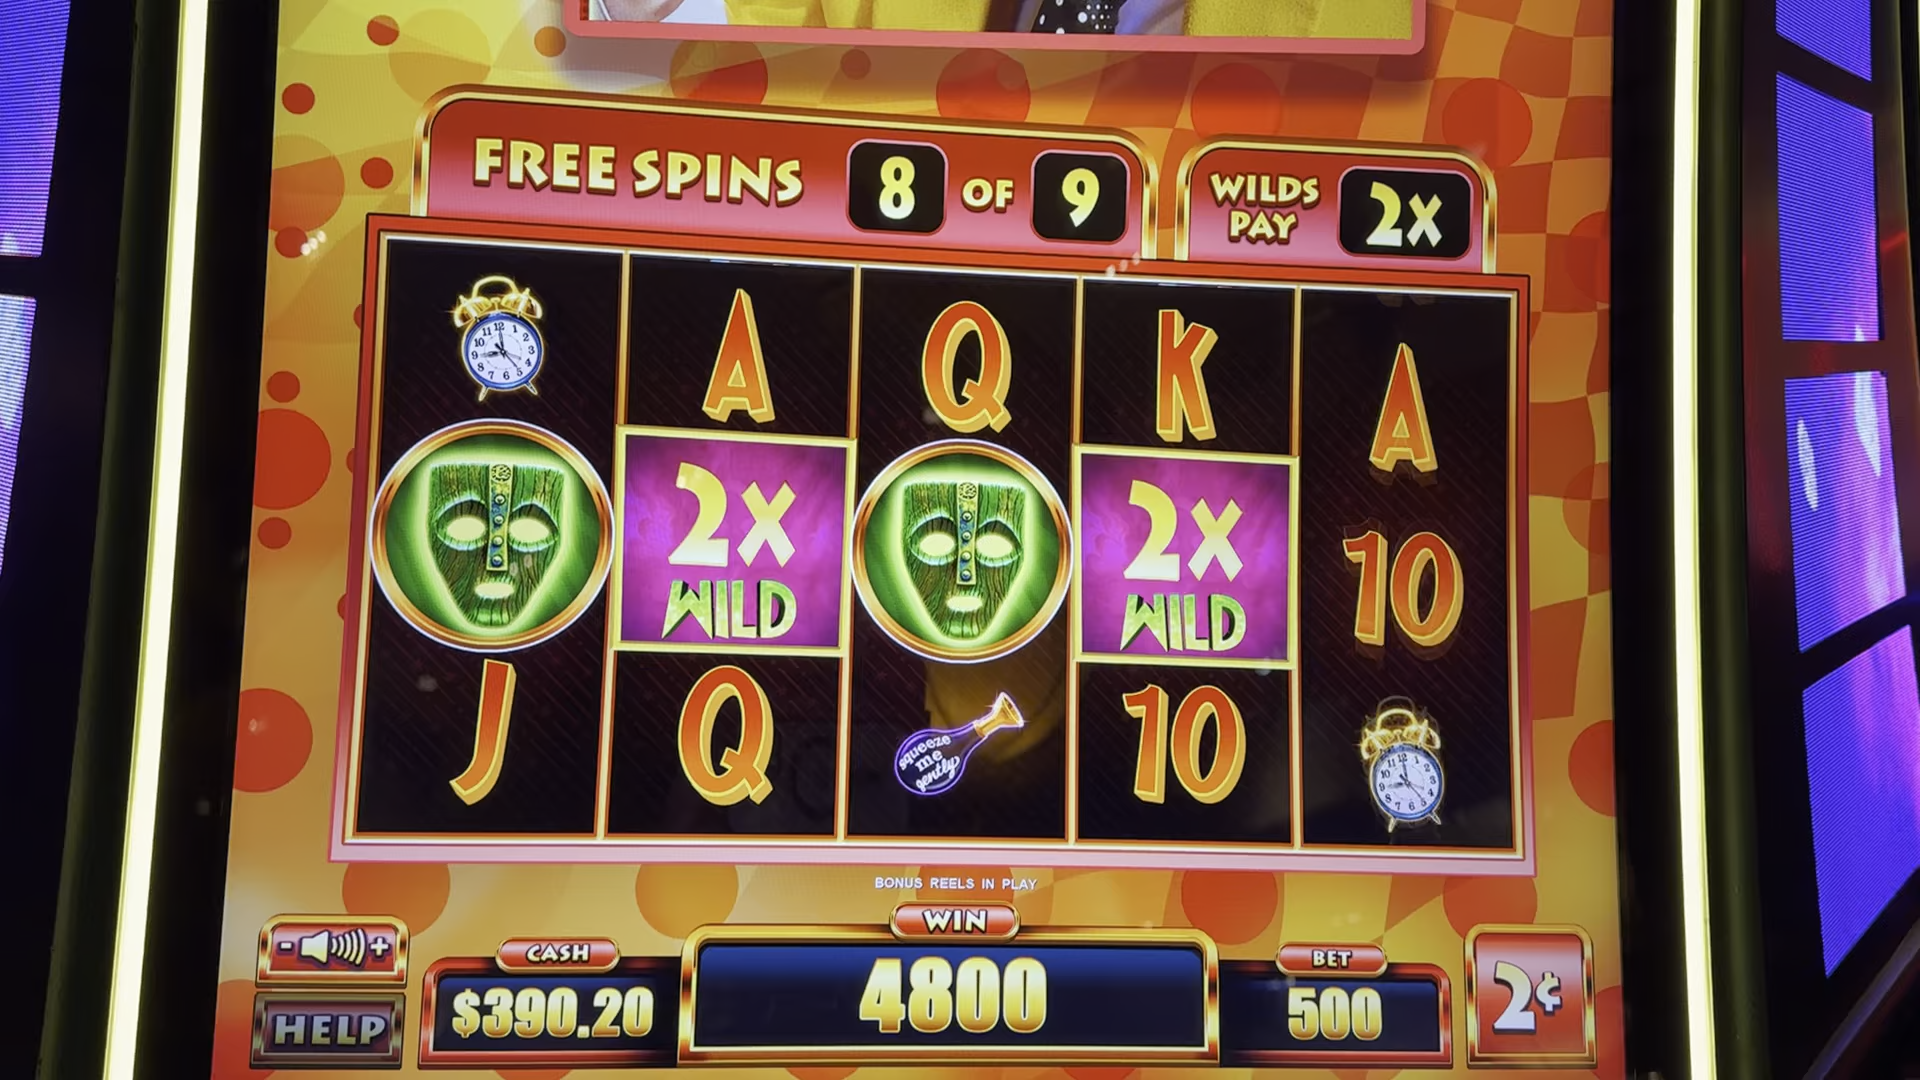 FREE SPINS 8 OF 9
WILDS PAY 2X
A Q K A
2X WILD
2X WILD
10
J Q
squeeze me gently
10
BONUS REELS IN PLAY
WIN
4800
- +
HELP
CASH
$390.20
BET
500
2¢